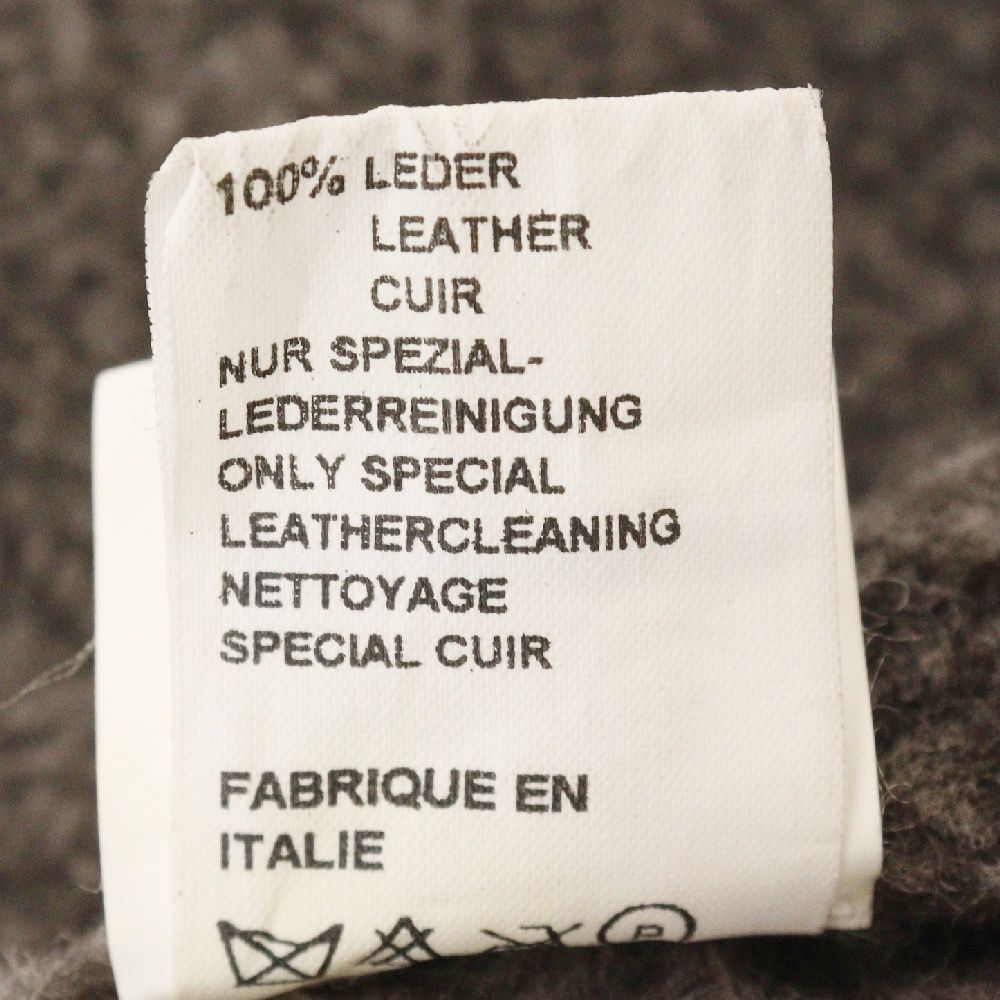 100% LEDER
LEATHER
CUIR
NUR SPEZIAL-
LEDERREINIGUNG
ONLY SPECIAL
LEATHERCLEANING
NETTOYAGE
SPECIAL CUIR
FABRIQUE EN
ITALIE
P